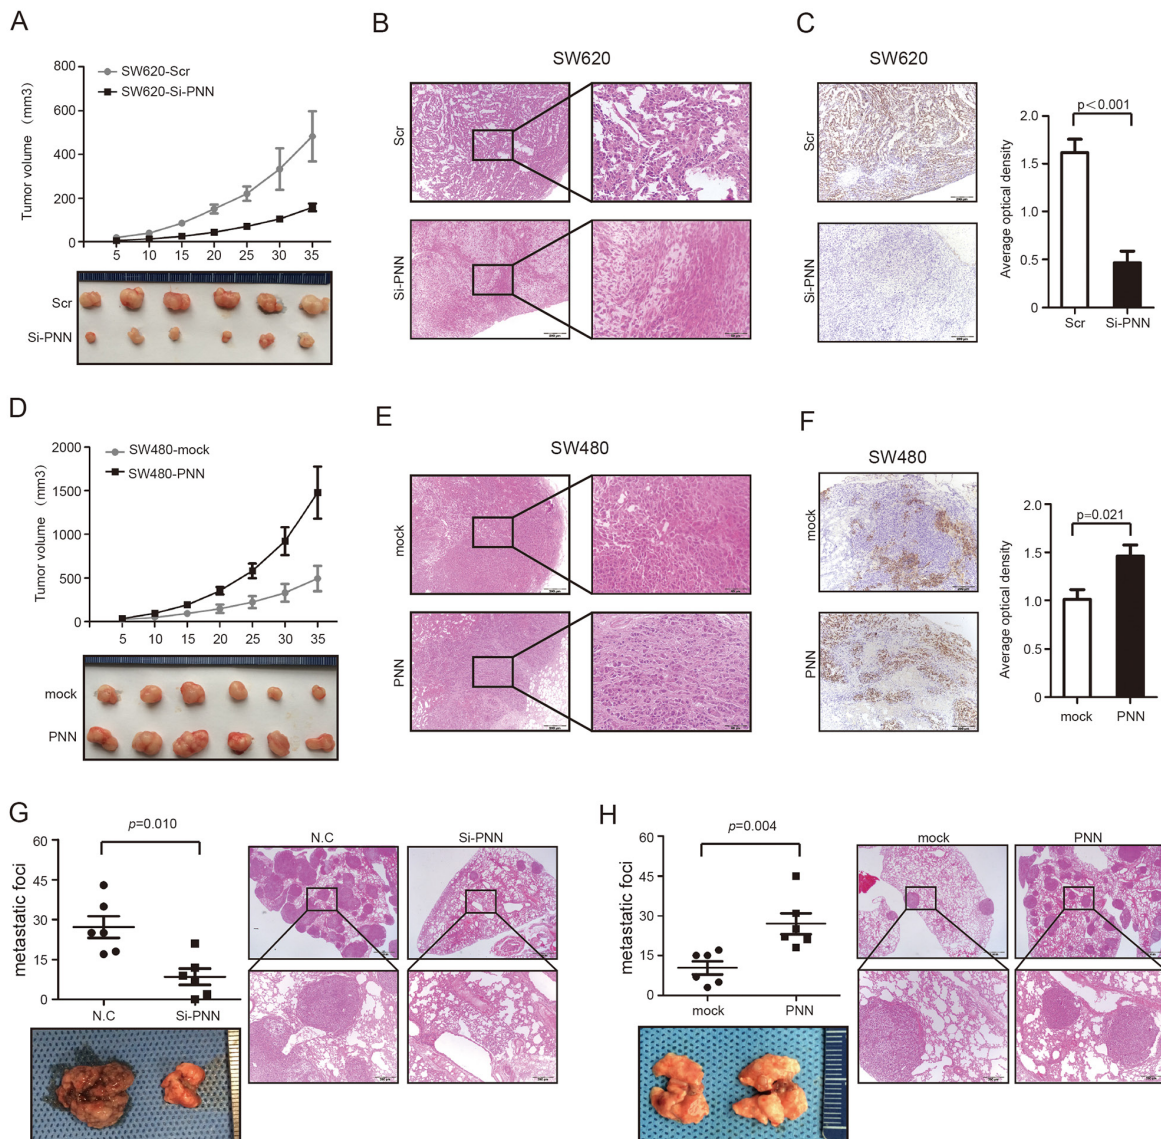 A
800
600
400
200
0
Tumor volume (mm3)
SW620-Scr
SW620-Si-PNN
5 10 15 20 25 30 35
Scr
Si-PNN
B
SW620
Scr
Si-PNN
C
SW620
Scr
Si-PNN
p<0.001
2.0
1.5
1.0
0.5
0
Average optical density
Scr Si-PNN
D
2000
1500
1000
500
0
Tumor volume (mm3)
SW480-mock
SW480-PNN
5 10 15 20 25 30 35
mock
PNN
E
SW480
mock
PNN
F
SW480
mock
PNN
p=0.021
2.0
1.5
1.0
0.5
0
Average optical density
mock PNN
G
p=0.010
60
45
30
15
0
metastatic foci
N.C Si-PNN
N.C Si-PNN
H
p=0.004
60
45
30
15
0
metastatic foci
mock PNN
mock PNN